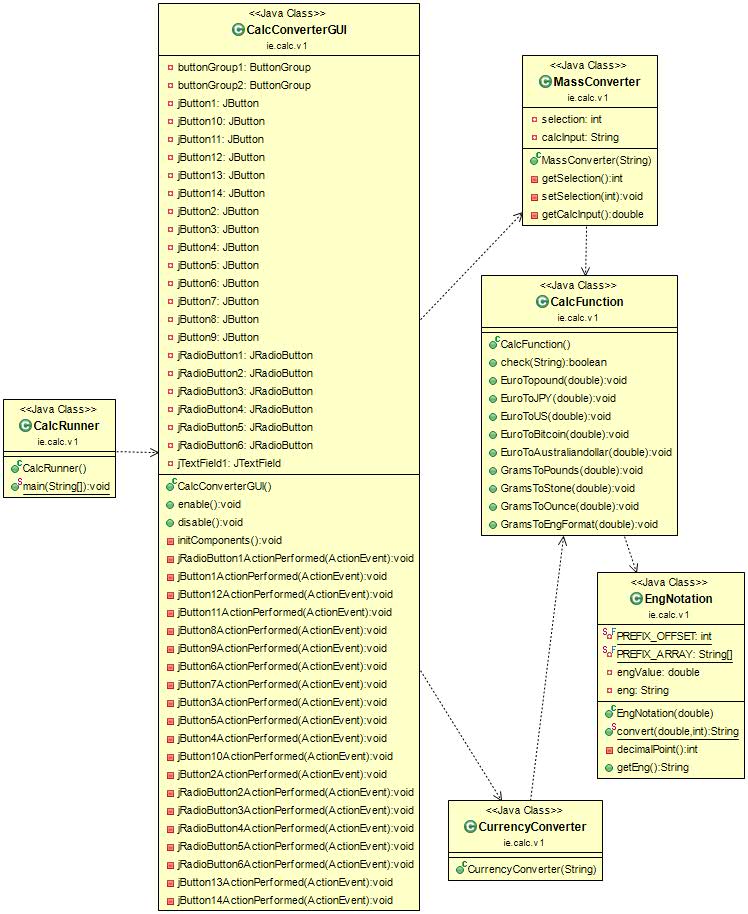 <<Java Class>>
CalcConverterGUI
ie.calc.v1
buttonGroup1: ButtonGroup
buttonGroup2: ButtonGroup
jButton1: JButton
jButton10: JButton
jButton11: JButton
jButton12: JButton
jButton13: JButton
jButton14: JButton
jButton2: JButton
jButton3: JButton
jButton4: JButton
jButton5: JButton
jButton6: JButton
jButton7: JButton
jButton8: JButton
jButton9: JButton
jRadioButton1: JRadioButton
jRadioButton2: JRadioButton
jRadioButton3: JRadioButton
jRadioButton4: JRadioButton
jRadioButton5: JRadioButton
jRadioButton6: JRadioButton
jTextField1: JTextField
CalcConverterGUI()
enable():void
disable():void
initComponents():void
jRadioButton1ActionPerformed(ActionEvent):void
jButton1ActionPerformed(ActionEvent):void
jButton12ActionPerformed(ActionEvent):void
jButton11ActionPerformed(ActionEvent):void
jButton8ActionPerformed(ActionEvent):void
jButton9ActionPerformed(ActionEvent):void
jButton6ActionPerformed(ActionEvent):void
jButton7ActionPerformed(ActionEvent):void
jButton3ActionPerformed(ActionEvent):void
jButton5ActionPerformed(ActionEvent):void
jButton4ActionPerformed(ActionEvent):void
jButton10ActionPerformed(ActionEvent):void
jButton2ActionPerformed(ActionEvent):void
jRadioButton2ActionPerformed(ActionEvent):void
jRadioButton3ActionPerformed(ActionEvent):void
jRadioButton4ActionPerformed(ActionEvent):void
jRadioButton5ActionPerformed(ActionEvent):void
jRadioButton6ActionPerformed(ActionEvent):void
jButton13ActionPerformed(ActionEvent):void
jButton14ActionPerformed(ActionEvent):void
<<Java Class>>
CalcRunner
ie.calc.v1
CalcRunner()
main(String[]):void
<<Java Class>>
MassConverter
ie.calc.v1
selection: int
calcInput: String
MassConverter(String)
getSelection():int
setSelection(int):void
getCalcInput():double
<<Java Class>>
CalcFunction
ie.calc.v1
CalcFunction()
check(String):boolean
EuroTopound(double):void
EuroToJPY(double):void
EuroToUS(double):void
EuroToBitcoin(double):void
EuroToAustraliandollar(double):void
GramsToPounds(double):void
GramsToStone(double):void
GramsToOunce(double):void
GramsToEngFormat(double):void
<<Java Class>>
EngNotation
ie.calc.v1
PREFIX_OFFSET: int
PREFIX_ARRAY: String[]
engValue: double
eng: String
EngNotation(double)
convert(double,int):String
decimalPoint():int
getEng():String
<<Java Class>>
CurrencyConverter
ie.calc.v1
CurrencyConverter(String)